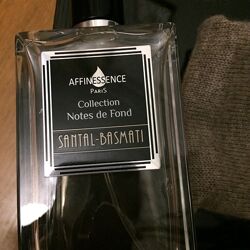 AFFINESSENCE
PARIS
Collection
Notes de Fond
SANTAL-BASMATI